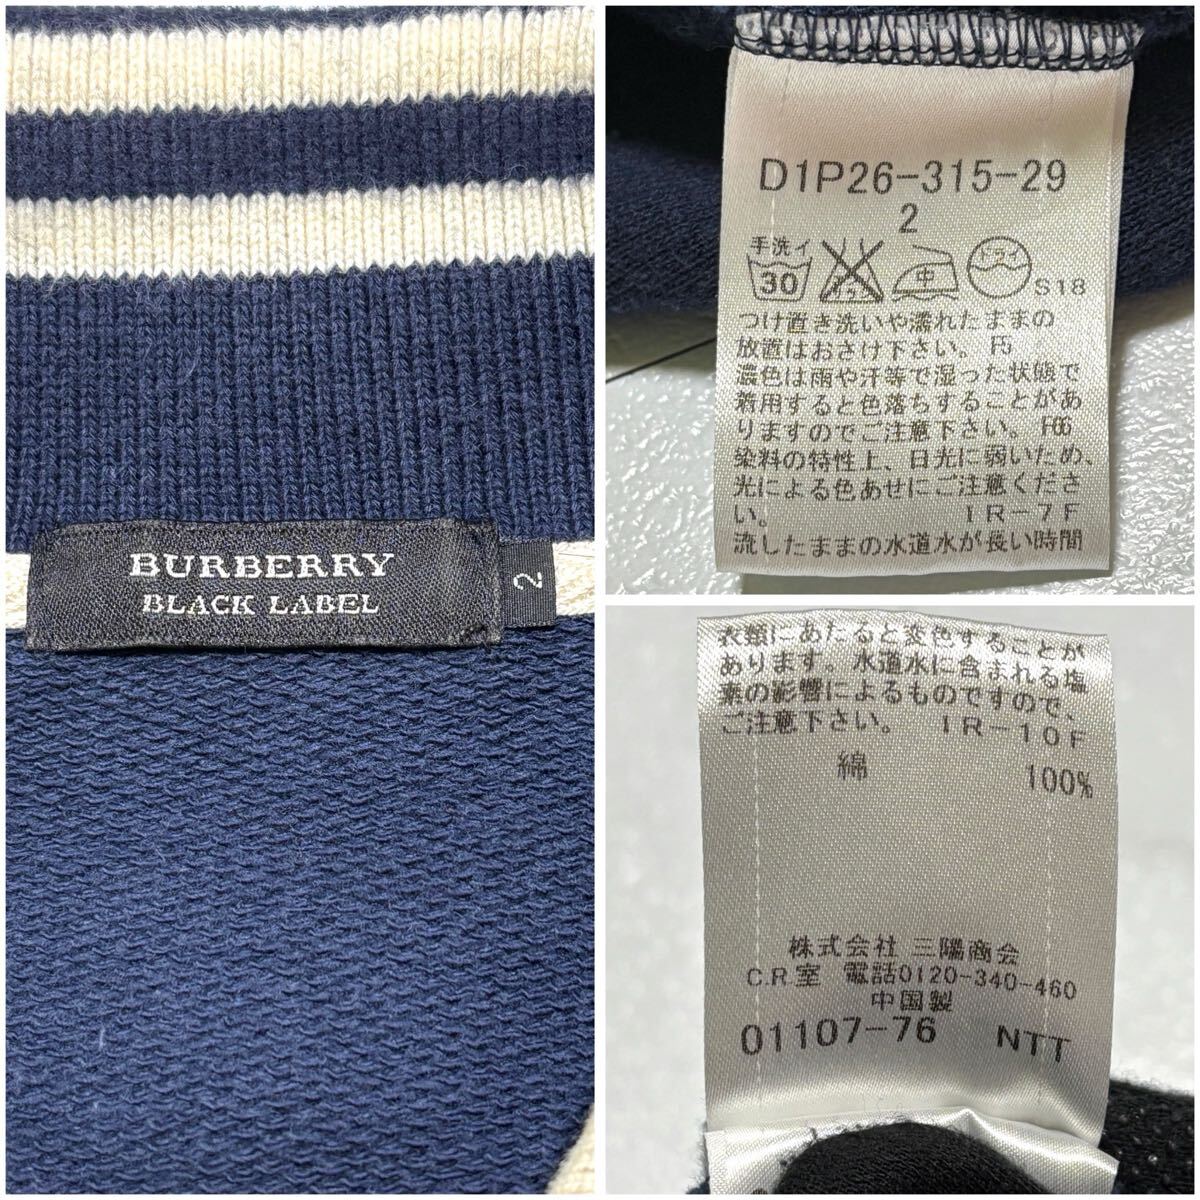 BURBERRY
BLACK LABEL
2
D1P26-315-29
2
手洗イ
30
中
ドライ
S18
つけ置き洗いや濡れたままの
放置はおさけ下さい。 F5
濃色は雨や汗等で湿った状態で
着用すると色落ちすることがあ
りますのでご注意下さい。 F66
染料の特性上、日光に弱いため、
光による色あせにご注意くださ
い。 IR-7F
流したままの水道水が長い時間
衣類にあたると変色することが
あります。水道水に含まれる塩
素の影響によるものですので、
ご注意下さい。 IR-10F
綿 100%
株式会社 三陽商会
C.R室 電話0120-340-460
中国製
01107-76 NTT